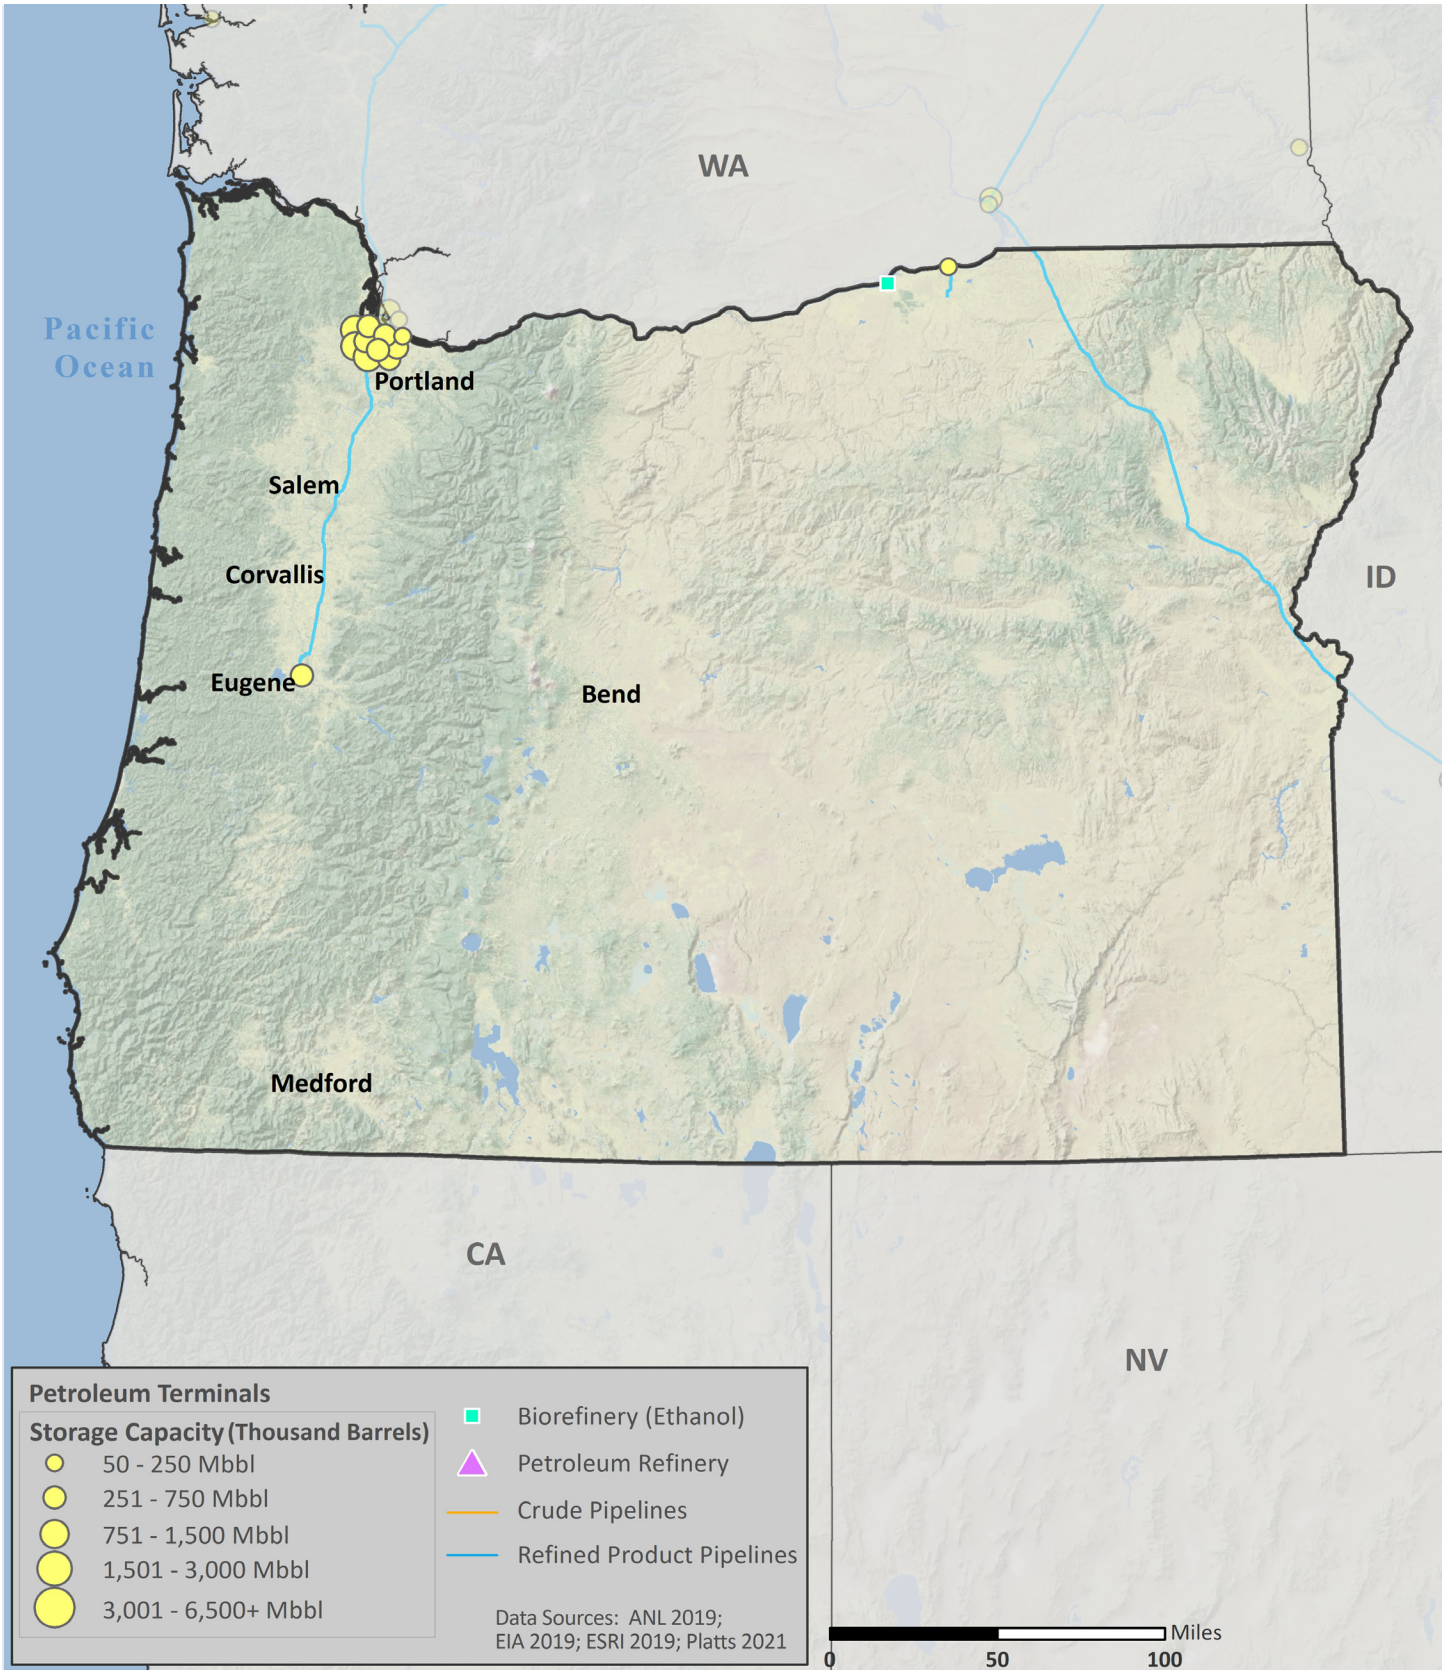 WA
Pacific
Ocean
Portland
Salem
Corvallis
ID
Eugene
Bend
Medford
CA
NV
Petroleum Terminals
Storage Capacity (Thousand Barrels)
50 - 250 Mbbl
251 - 750 Mbbl
751 - 1,500 Mbbl
1,501 - 3,000 Mbbl
3,001 - 6,500+ Mbbl
Biorefinery (Ethanol)
Petroleum Refinery
Crude Pipelines
Refined Product Pipelines
Data Sources: ANL 2019;
EIA 2019; ESRI 2019; Platts 2021
Miles
0 50 100